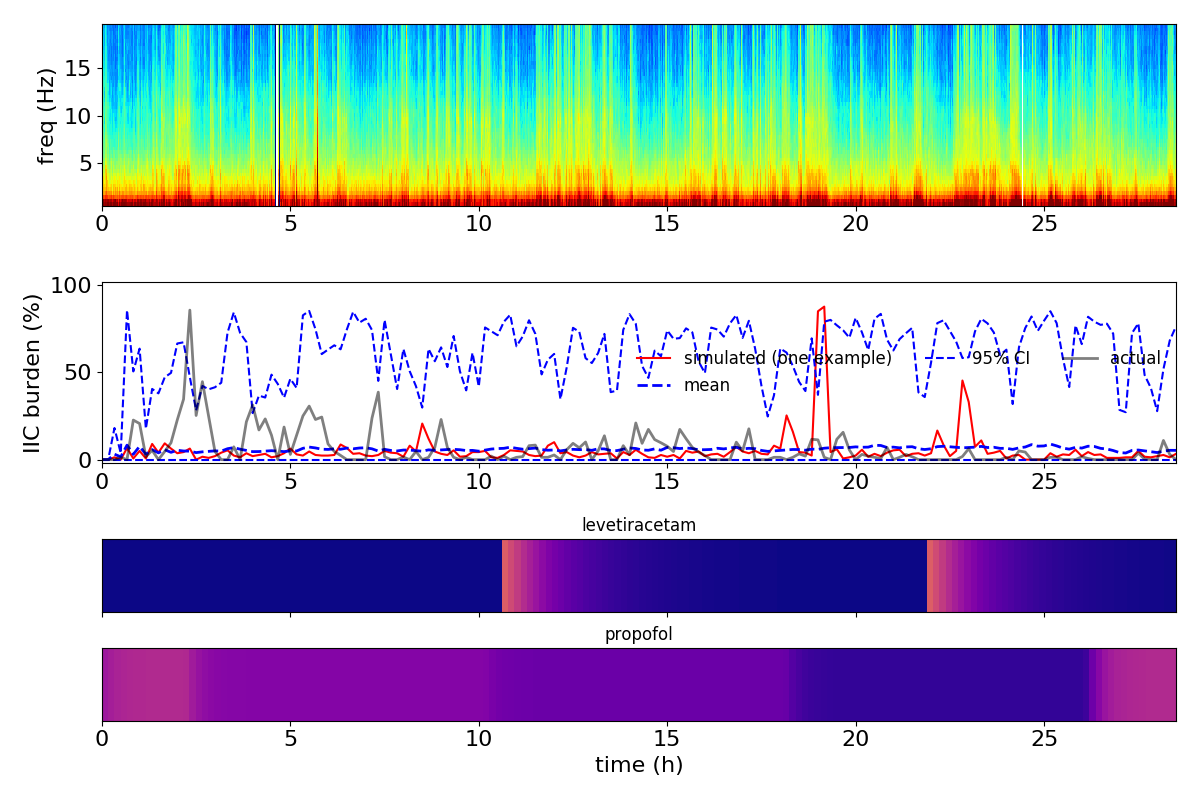 freq (Hz)
15
10
5
0 5 10 15 20 25
IIC burden (%)
100
50
0
simulated (one example) 95% CI actual
mean
0 5 10 15 20 25
levetiracetam
propofol
0 5 10 15 20 25
time (h)